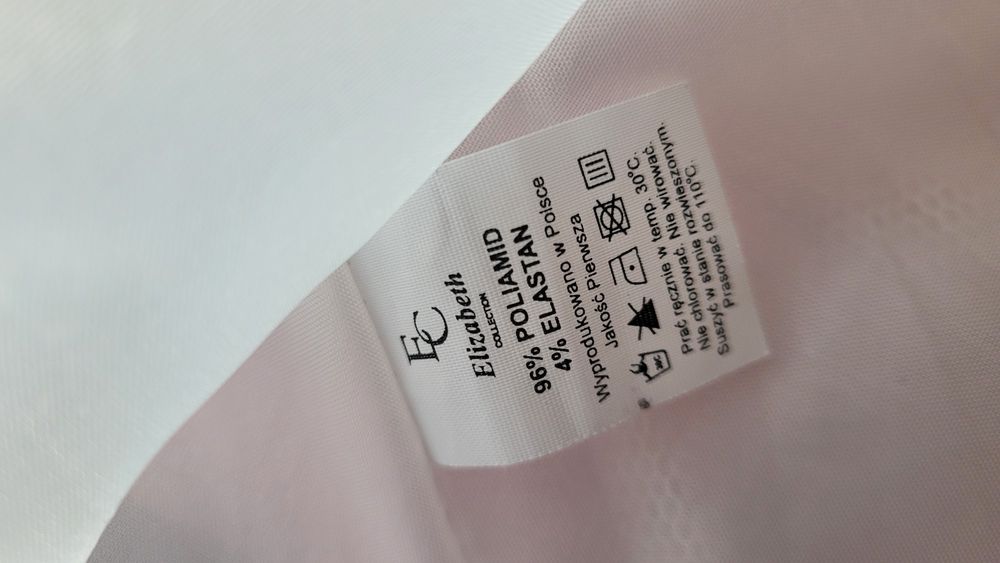 EC
Elizabeth
COLLECTION
96% POLIAMID
4% ELASTAN
Wyprodukowano w Polsce
Jakość Pierwsza
Prać ręcznie w temp. 30°C.
Nie chlorować. Nie wirować.
Suszyć w stanie rozwieszonym.
Prasować do 110°C.